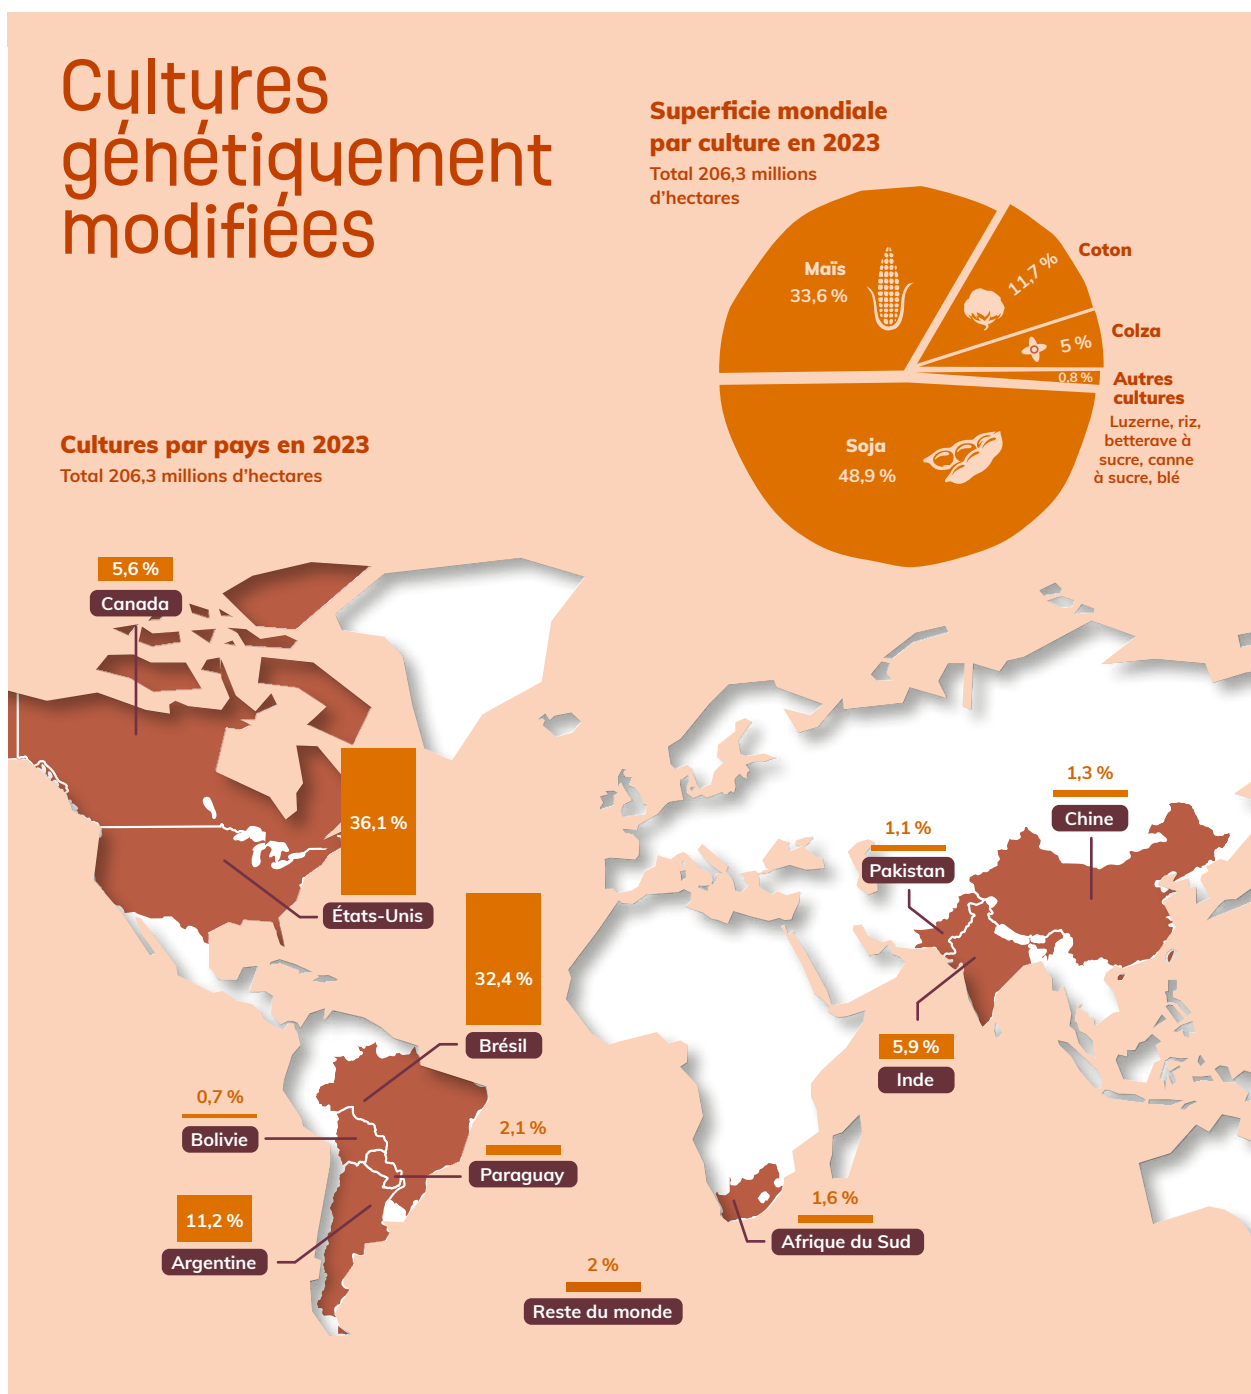 Cultures
génétiquement
modifiées
Superficie mondiale
par culture en 2023
Total 206,3 millions
d’hectares
Maïs
33,6 %
11,7 %
Coton
5 %
Colza
0,8 %
Autres
cultures
Luzerne, riz,
betterave à
sucre, canne
à sucre, blé
Soja
48,9 %
Cultures par pays en 2023
Total 206,3 millions d’hectares
5,6 %
Canada
36,1 %
États-Unis
32,4 %
Brésil
0,7 %
Bolivie
2,1 %
Paraguay
11,2 %
Argentine
1,3 %
Chine
1,1 %
Pakistan
5,9 %
Inde
1,6 %
Afrique du Sud
2 %
Reste du monde